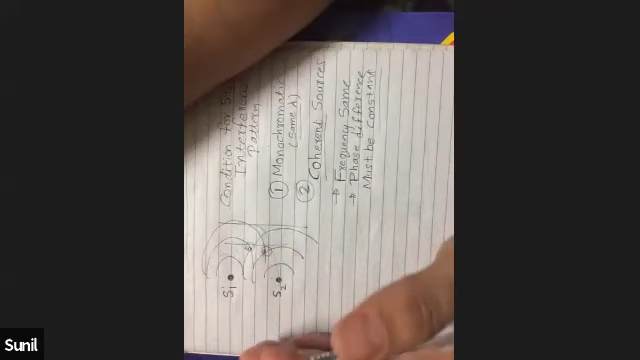 Condition for
Interference
Pattern
① Monochromatic
(Same λ)
② Coherent Sources
→ Frequency Same
→ Phase difference
Must be Constant
S1
S2
Sunil